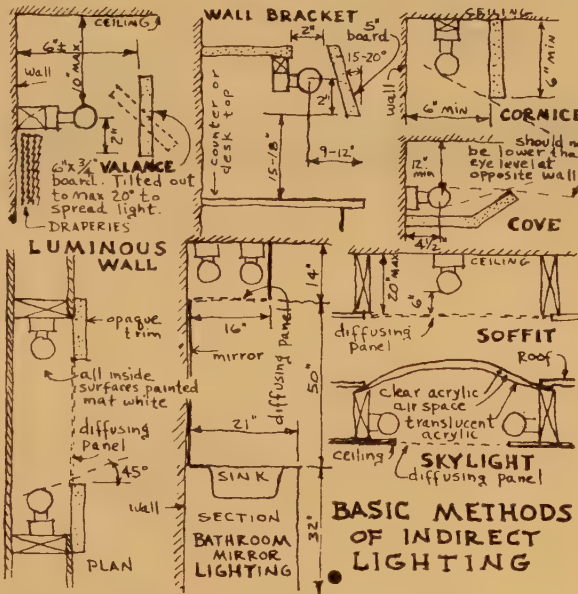 CEILING
6"±
10" MAX
wall
2"
VALANCE
6"x 3/4"
board. Tilted out
to max 20° to
spread light.
DRAPERIES
WALL BRACKET
2"
5"
board
15-20°
2"
counter or
desk top
15-18"
9-12"
CEILING
wall
6" MIN
6" MIN
CORNICE
12"
min
be lower tha
eye level at
opposite wall
4 1/2
COVE
LUMINOUS
WALL
opaque
trim
all inside
surfaces painted
mat white
diffusing
panel
45°
PLAN
14"
16"
mirror
diffusing panel
50"
21"
SINK
wall
32"
SECTION
BATHROOM
MIRROR
LIGHTING
20" MAX
CEILING
6"
diffusing
panel
SOFFIT
Roof
clear acrylic
air space
translucent
acrylic
ceiling
SKYLIGHT
diffusing panel
BASIC METHODS
OF INDIRECT
LIGHTING